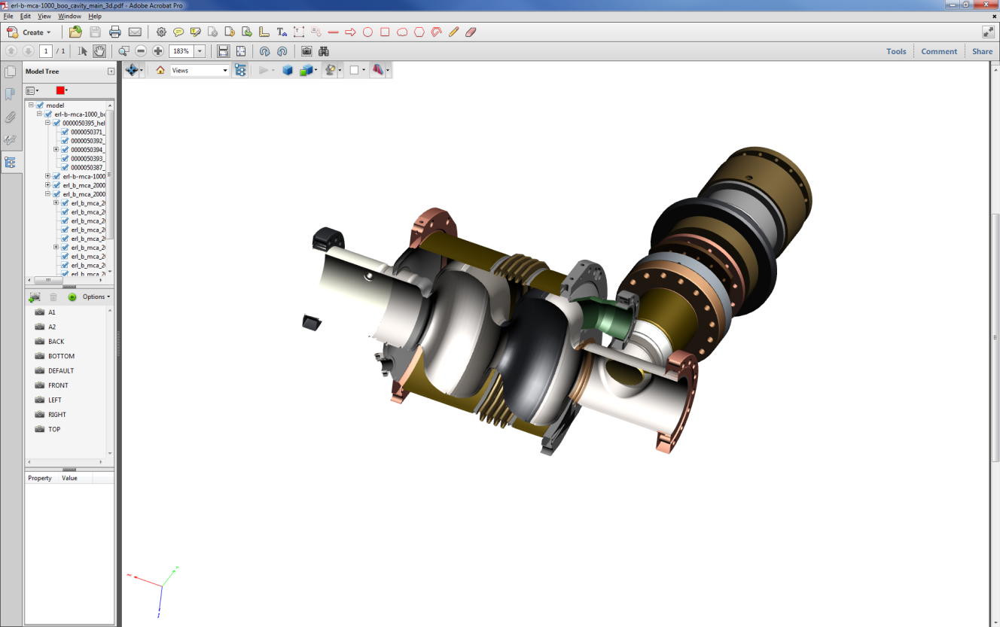 erl-b-mca-1000_boo_cavity_main_3d.pdf - Adobe Acrobat Pro
File Edit View Window Help
Create
1 / 1 183% Tools Comment Share
Model Tree
Views
model
erl-b-mca-1000_bo
0000050395_hel
0000050371_
0000050392_
0000050394_
0000050393_
0000050387_
erl-b-mca-1000
erl_b_mca_2000
erl_b_mca_2000
erl_b_mca_20
erl_b_mca_2
erl_b_mca_2
erl_b_mca_2
erl_b_mca_2
erl_b_mca_20
erl_b_mca_2
erl_b_mca_2
erl_b_mca_2
Options
A1
A2
BACK
BOTTOM
DEFAULT
FRONT
LEFT
RIGHT
TOP
Property Value